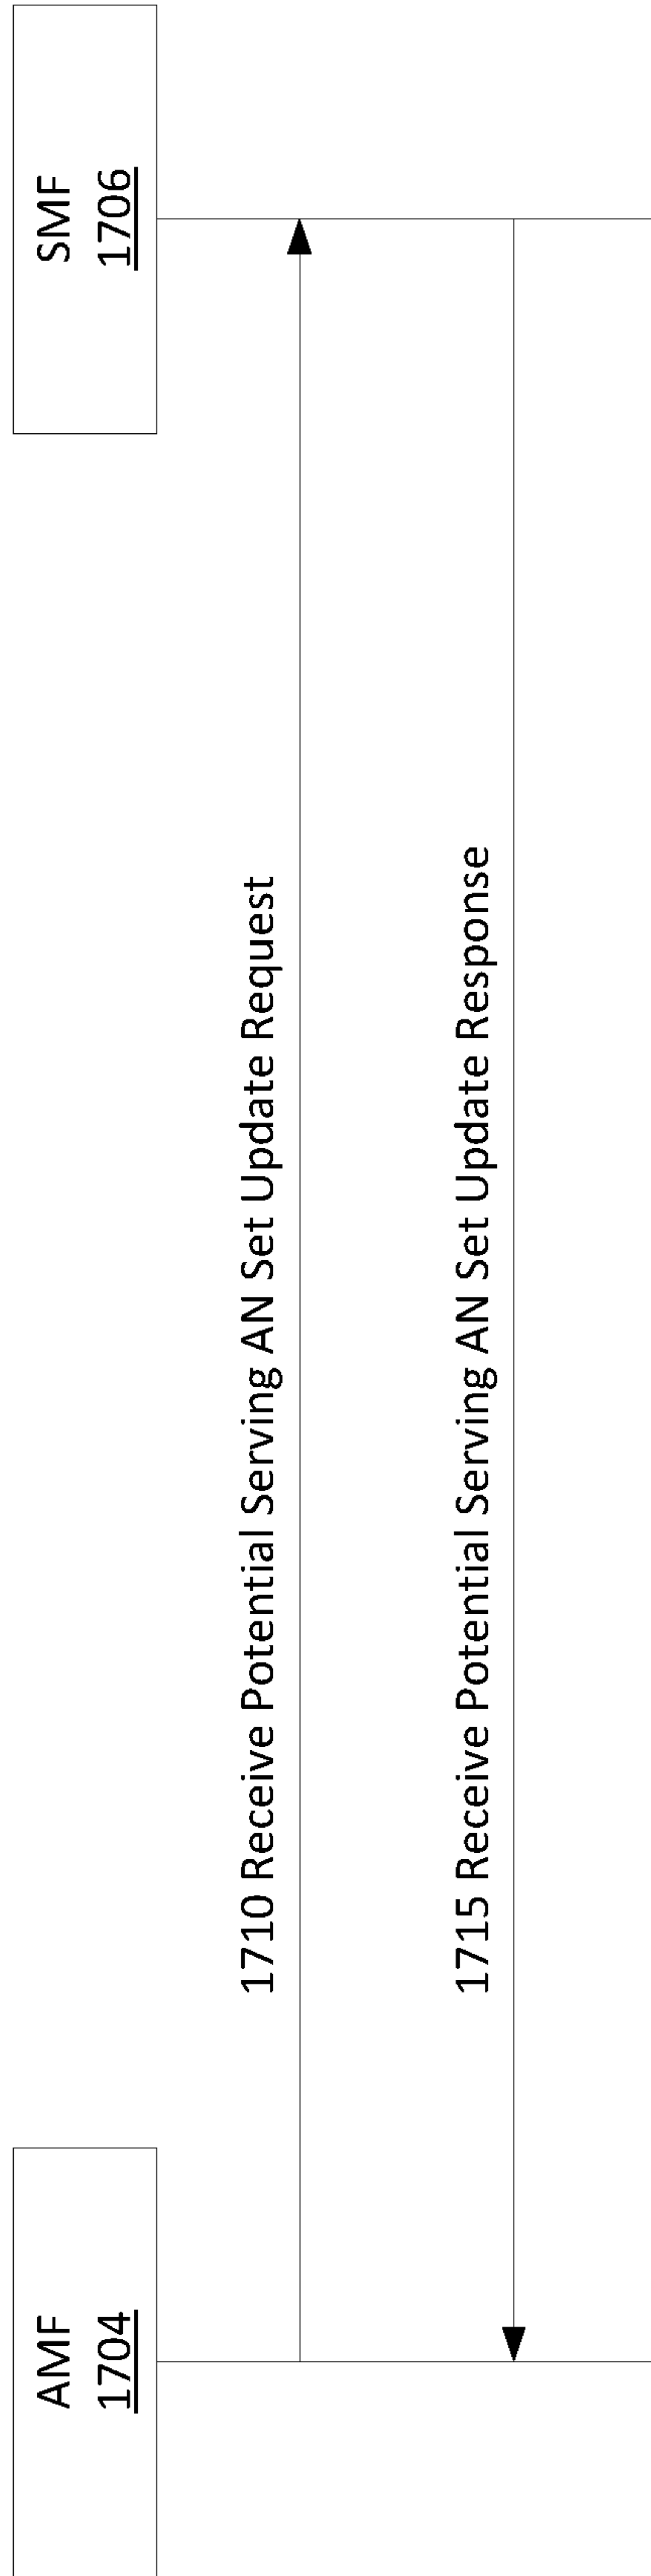 AMF
1704
SMF
1706
1710 Receive Potential Serving AN Set Update Request
1715 Receive Potential Serving AN Set Update Response